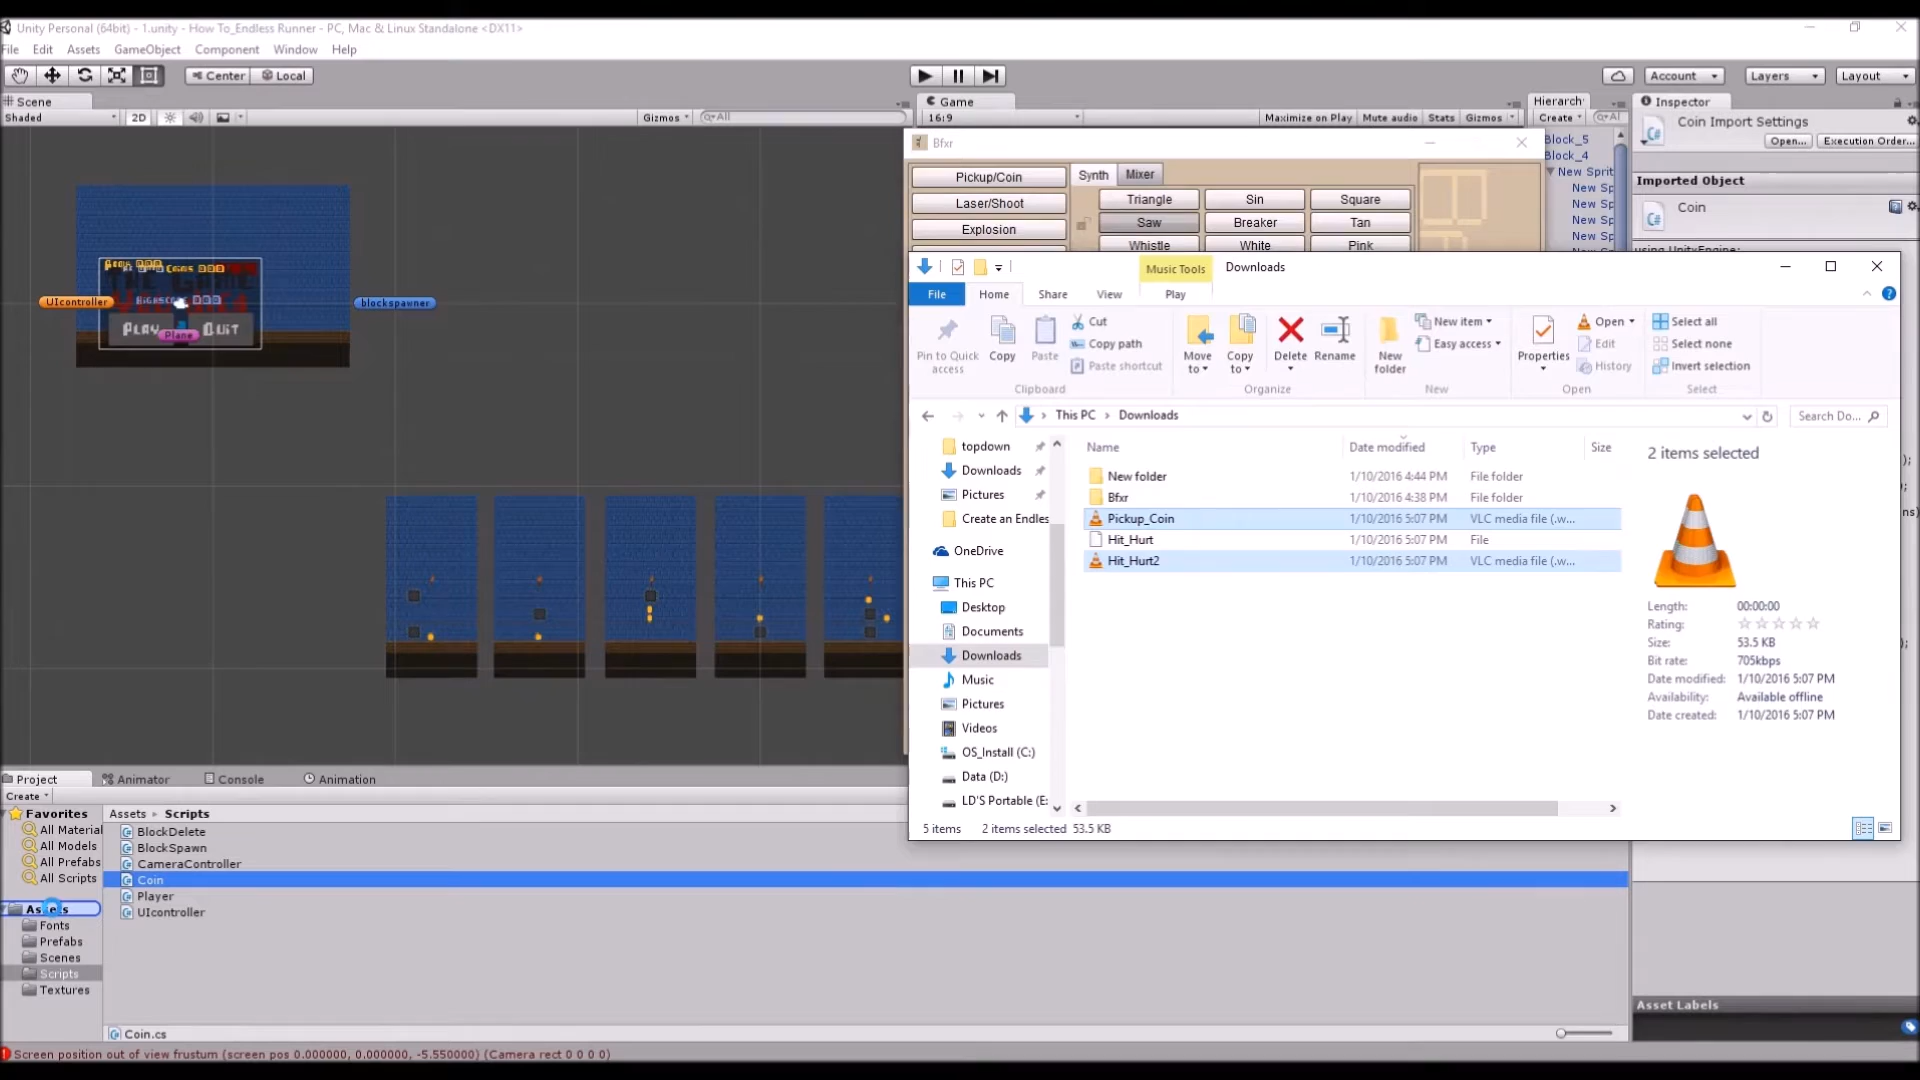 Unity Personal (64bit) - 1.unity - How To_Endless Runner - PC, Mac & Linux Standalone <DX11>
File Edit Assets GameObject Component Window Help
Center Local Account Layers Layout
Scene Game Hierarch Inspector
Shaded 2D Gizmos All 16:9 Maximize on Play Mute audio Stats Gizmos Create All
Coin Import Settings
Open... Execution Order...
Imported Object
Coin
using UnityEngine;
Block_5
Block_4
New Sprit
New Sp
New Sp
New Sp
New Sp
Bfxr
Pickup/Coin
Laser/Shoot
Explosion
Synth Mixer
Triangle Sin Square
Saw Breaker Tan
Whistle White Pink
UIcontroller
blockspawner
Highscore
Play
Quit
Plane
Music Tools Downloads
File Home Share View Play
Pin to Quick access
Copy
Paste
Cut
Copy path
Paste shortcut
Clipboard
Move to
Copy to
Delete
Rename
Organize
New folder
New item
Easy access
New
Properties
Open
Edit
History
Open
Select all
Select none
Invert selection
Select
This PC Downloads
Search Do...
topdown
Downloads
Pictures
Create an Endles
OneDrive
This PC
Desktop
Documents
Downloads
Music
Pictures
Videos
OS_Install (C:)
Data (D:)
LD'S Portable (E:
Name Date modified Type Size
New folder 1/10/2016 4:44 PM File folder
Bfxr 1/10/2016 4:38 PM File folder
Pickup_Coin 1/10/2016 5:07 PM VLC media file (.w...
Hit_Hurt 1/10/2016 5:07 PM File
Hit_Hurt2 1/10/2016 5:07 PM VLC media file (.w...
2 items selected
Length: 00:00:00
Rating:
Size: 53.5 KB
Bit rate: 705kbps
Date modified: 1/10/2016 5:07 PM
Availability: Available offline
Date created: 1/10/2016 5:07 PM
5 items 2 items selected 53.5 KB
Project Animator Console Animation
Create
Favorites
All Material
All Models
All Prefabs
All Scripts
Assets
Fonts
Prefabs
Scenes
Scripts
Textures
Assets Scripts
BlockDelete
BlockSpawn
CameraController
Coin
Player
UIcontroller
Coin.cs
Asset Labels
Screen position out of view frustum (screen pos 0.000000, 0.000000, -5.550000) (Camera rect 0 0 0 0)